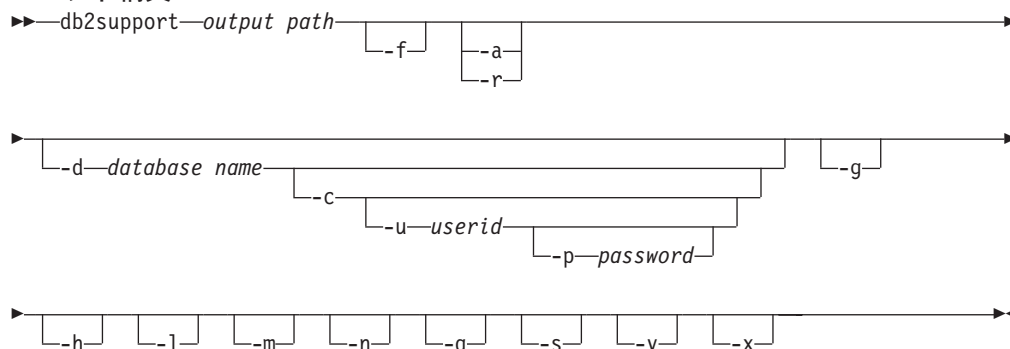 db2support output path
-f
-a
-r
-d database name
-c
-u userid
-p password
-g
-h
-l
-m
-n
-q
-s
-v
-x